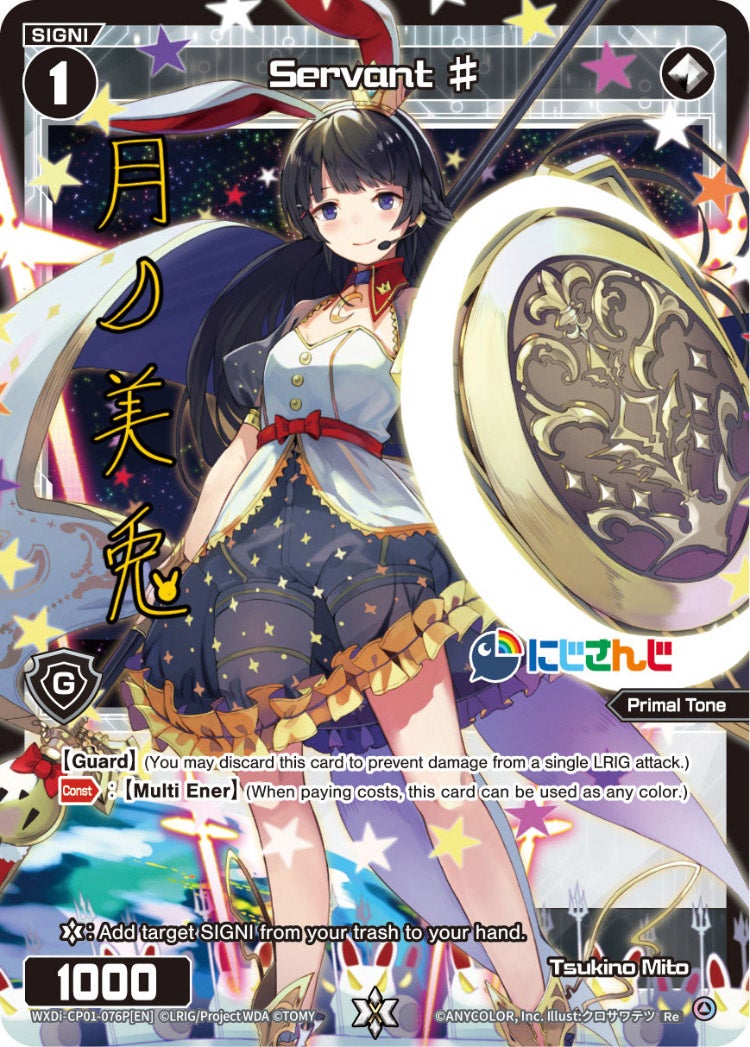 SIGNI
1
Servant #
月ノ美兎
にじさんじ
G
Primal Tone
【Guard】(You may discard this card to prevent damage from a single LRIG attack.)
Const : 【Multi Ener】(When paying costs, this card can be used as any color.)
: Add target SIGNI from your trash to your hand.
1000
Tsukino Mito
WXDi-CP01-076P[EN] ©LRIG/Project WDA ©TOMY
©ANYCOLOR, Inc. Illust:クロサワテツ Re